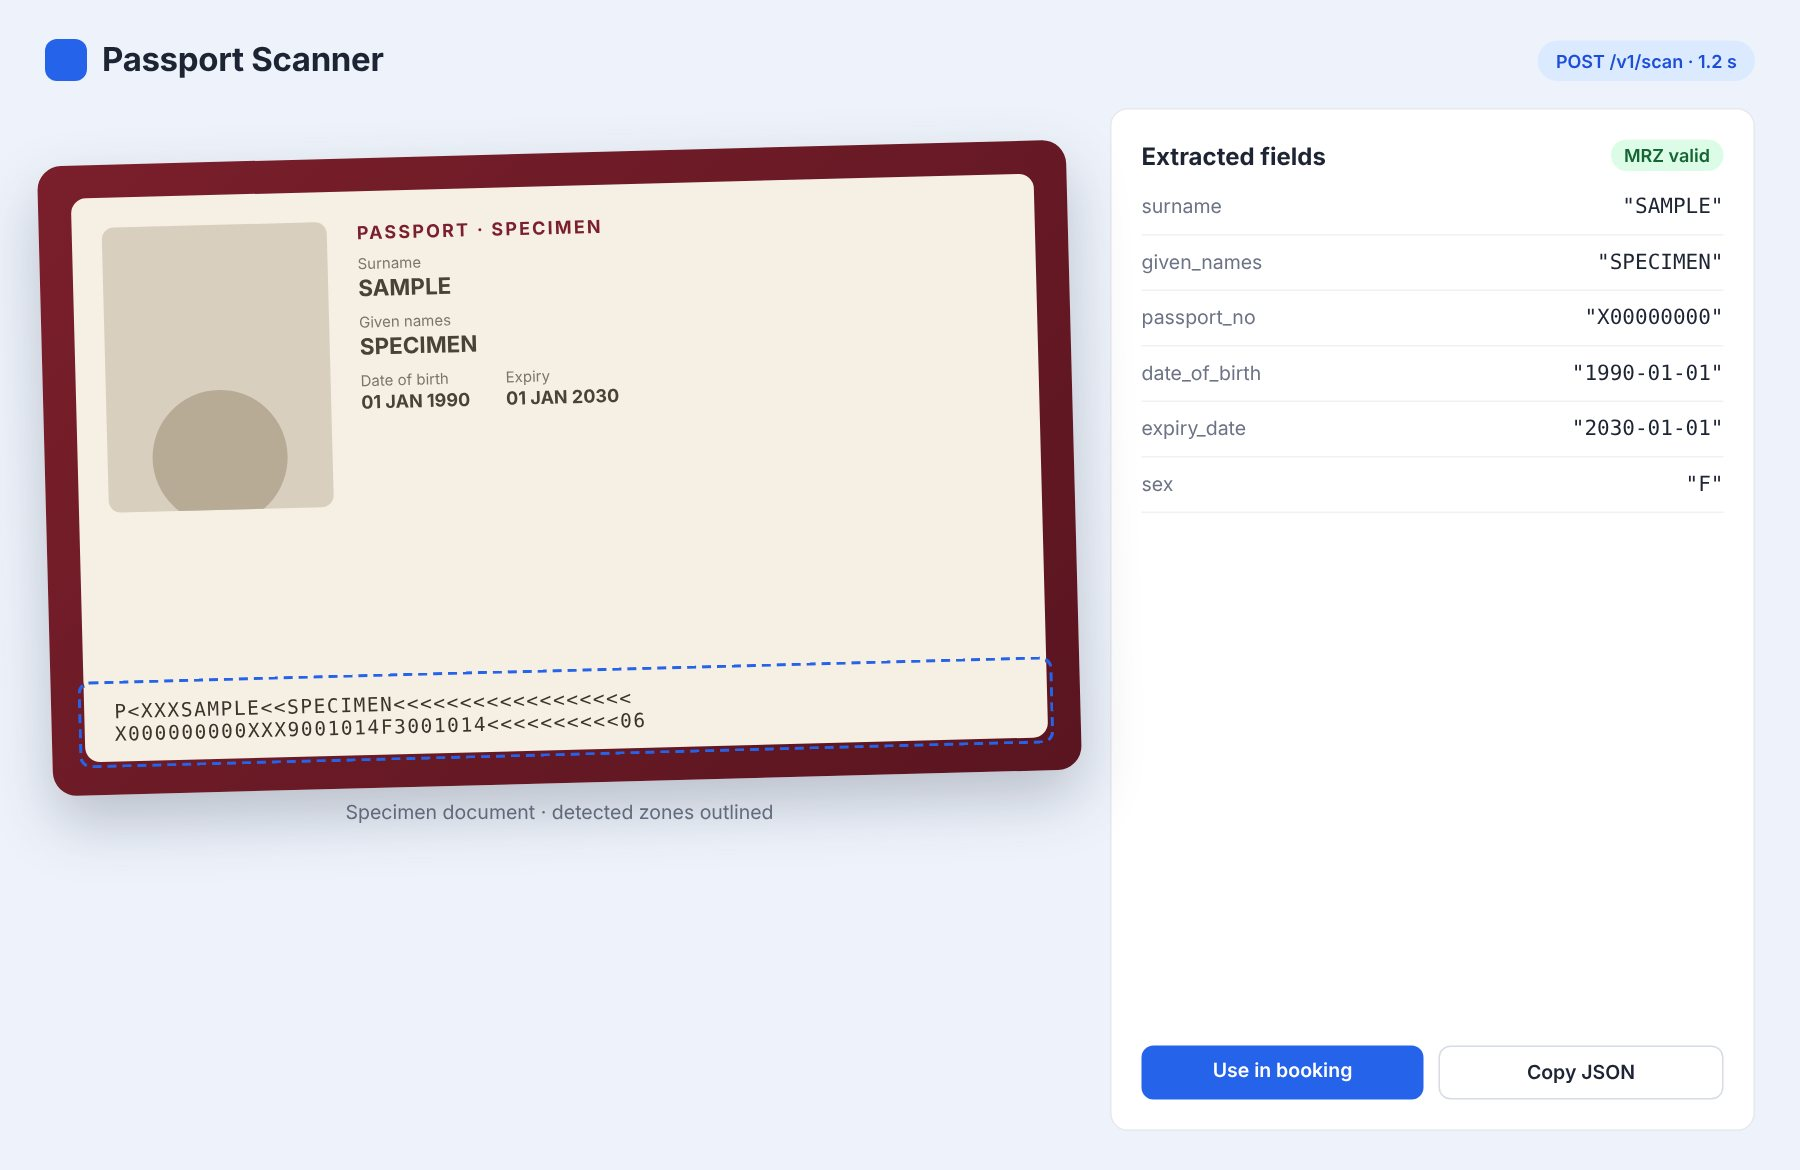 Passport Scanner
POST /v1/scan · 1.2 s
PASSPORT · SPECIMEN
Surname
SAMPLE
Given names
SPECIMEN
Date of birth Expiry
01 JAN 1990 01 JAN 2030
P<XXXSAMPLE<<SPECIMEN<<<<<<<<<<<<<<<<<<
X000000000XXX9001014F3001014<<<<<<<<<<06
Specimen document · detected zones outlined
Extracted fields MRZ valid
surname "SAMPLE"
given_names "SPECIMEN"
passport_no "X00000000"
date_of_birth "1990-01-01"
expiry_date "2030-01-01"
sex "F"
Use in booking Copy JSON